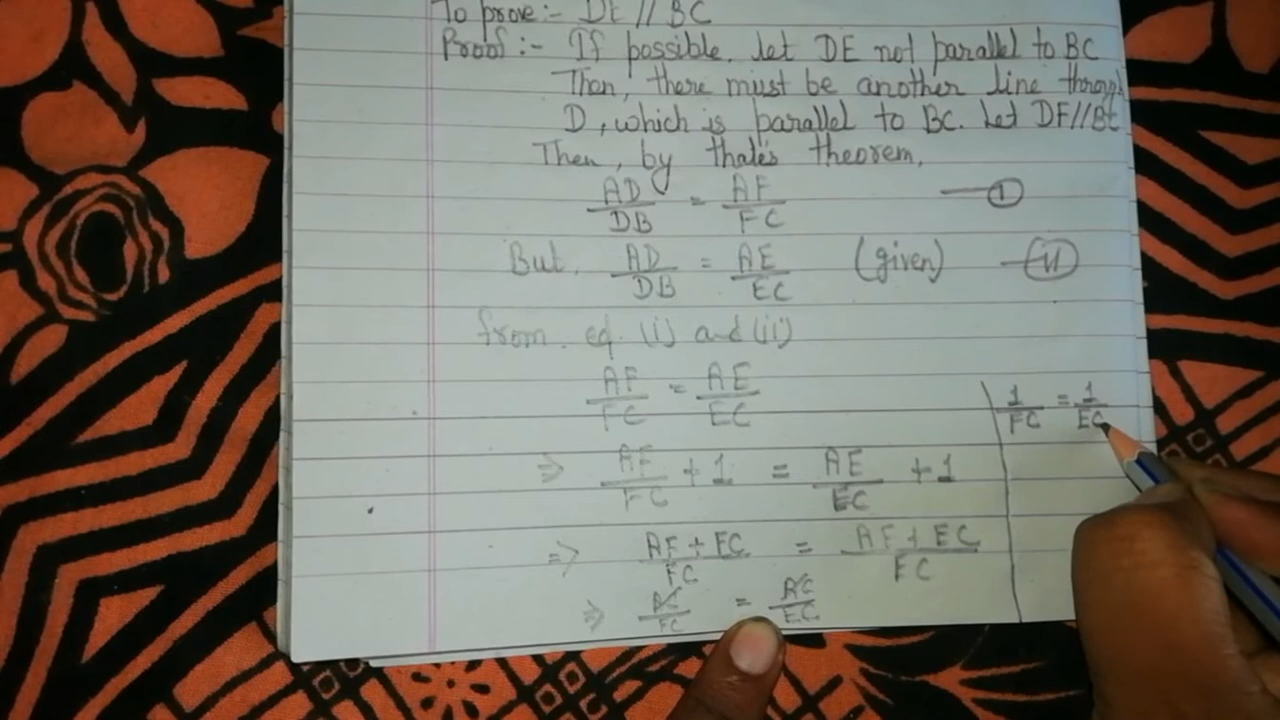 To prove :- DE // BC
Proof :- If possible, let DE not parallel to BC
Then, there must be another line through
D, which is parallel to BC. Let DF // BC
Then, by thale's theorem,
AD/DB = AF/FC — (I)
But, AD/DB = AE/EC (given) — (II)
from eq. (i) and (ii)
AF/FC = AE/EC
⇒ AF/FC + 1 = AE/EC + 1
⇒ AF + FC/FC = AE + EC/EC
⇒ AC/FC = AC/EC
1/FC = 1/EC